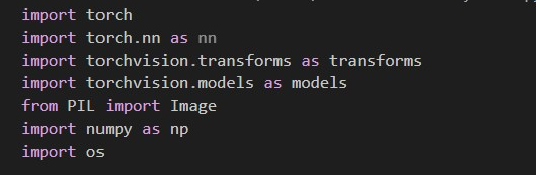 import torch
import torch.nn as nn
import torchvision.transforms as transforms
import torchvision.models as models
from PIL import Image
import numpy as np
import os